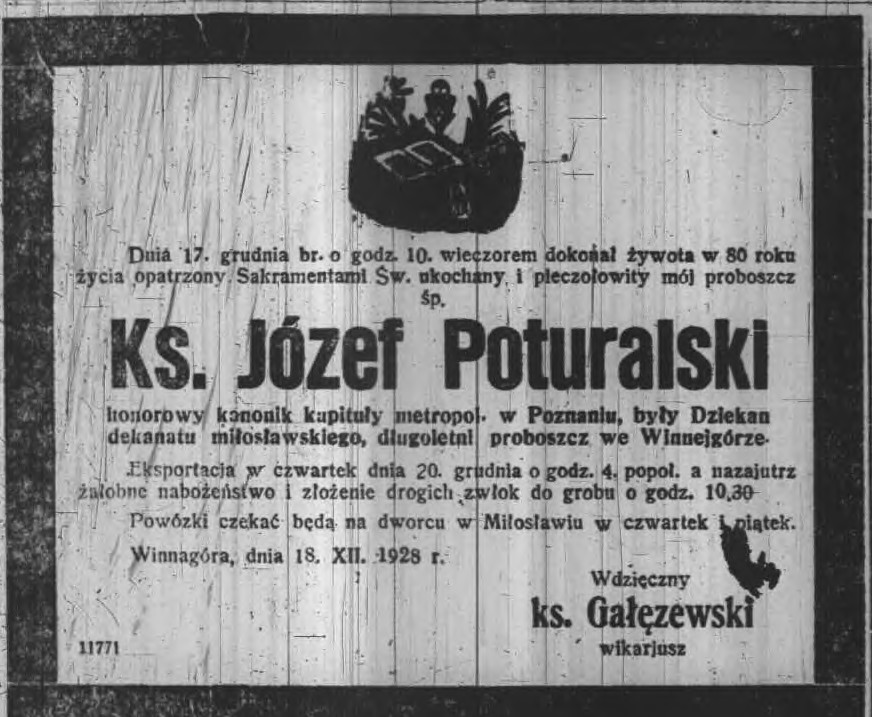 Dnia 17. grudnia br. o godz. 10. wieczorem dokonał żywota w 80 roku
życia opatrzony Sakramentami Św. ukochany i pieczołowity mój proboszcz
śp.
Ks. Józef Poturalski
honorowy kanonik kapituły metropol. w Poznaniu, były Dziekan
dekanatu miłosławskiego, długoletni proboszcz we Winnejgórze.
Eksportacja w czwartek dnia 20. grudnia o godz. 4. popoł. a nazajutrz
żałobne nabożeństwo i złożenie drogich zwłok do grobu o godz. 10,30
Powózki czekać będą na dworcu w Miłosławiu w czwartek i piątek.
Winnagóra, dnia 18. XII. 1928 r.
Wdzięczny
ks. Gałęzewski
wikarjusz
11771